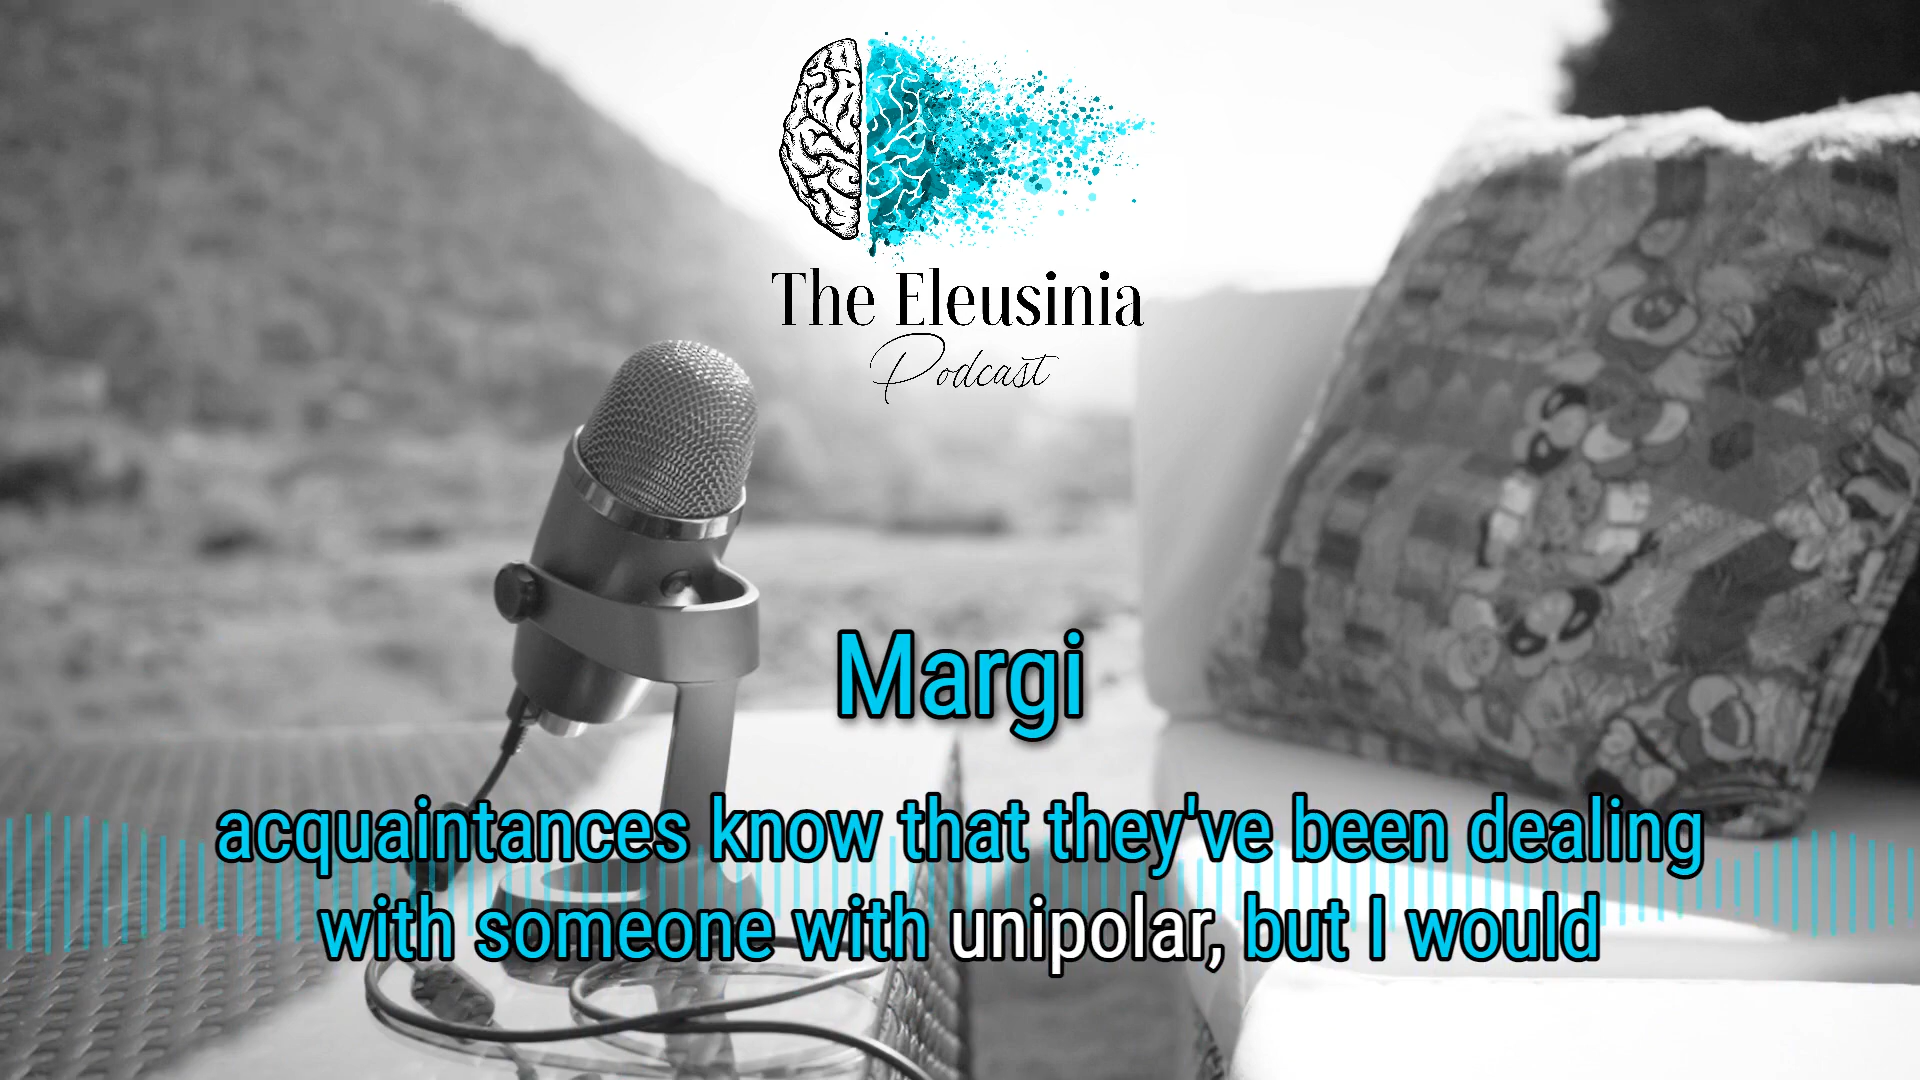 The Eleusinia
Podcast
Margi
acquaintances know that they've been dealing
with someone with unipolar, but I would